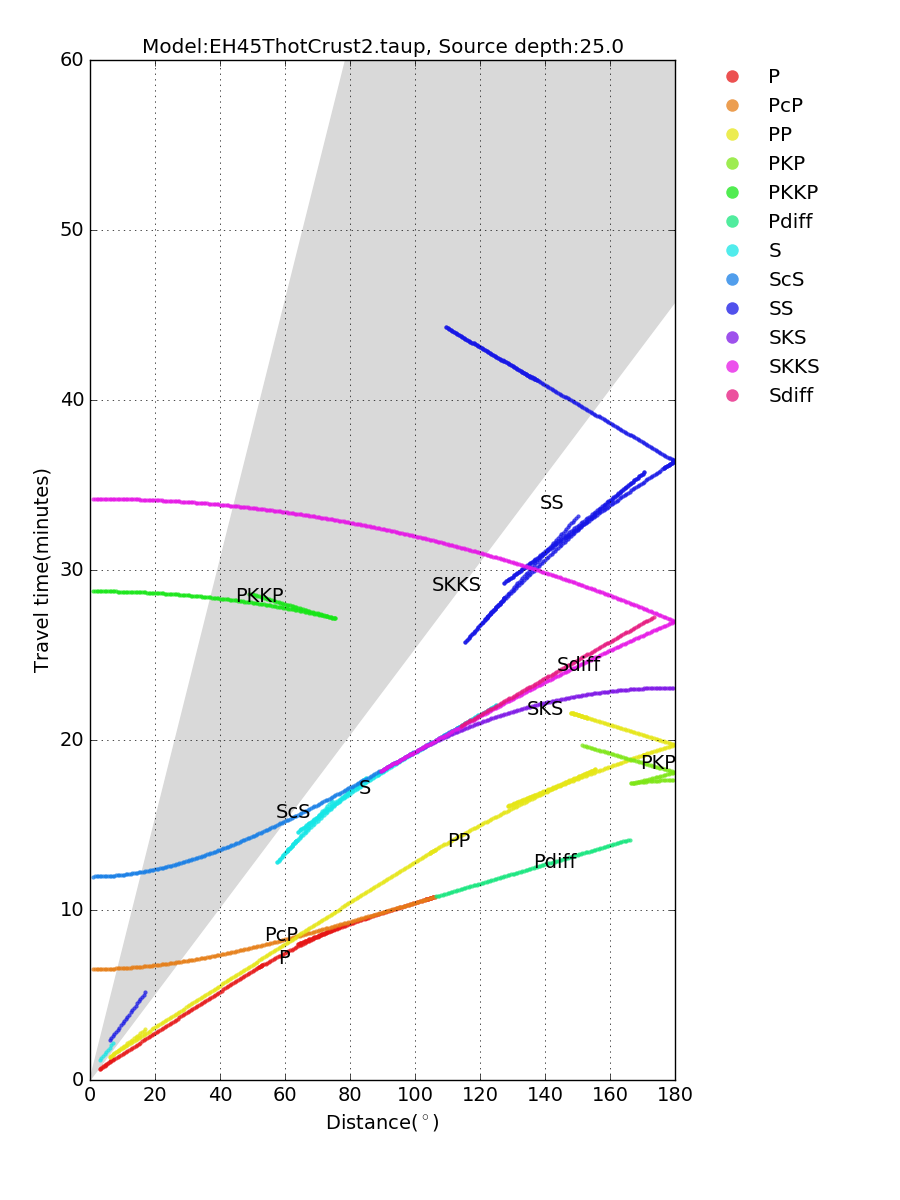 Model:EH45ThotCrust2.taup, Source depth:25.0
60
50
40
30
20
10
0
Travel time(minutes)
0 20 40 60 80 100 120 140 160 180
Distance(°)
SS
SKKS
PKKP
Sdiff
SKS
PKP
S
ScS
PP
Pdiff
PcP
P
P
PcP
PP
PKP
PKKP
Pdiff
S
ScS
SS
SKS
SKKS
Sdiff